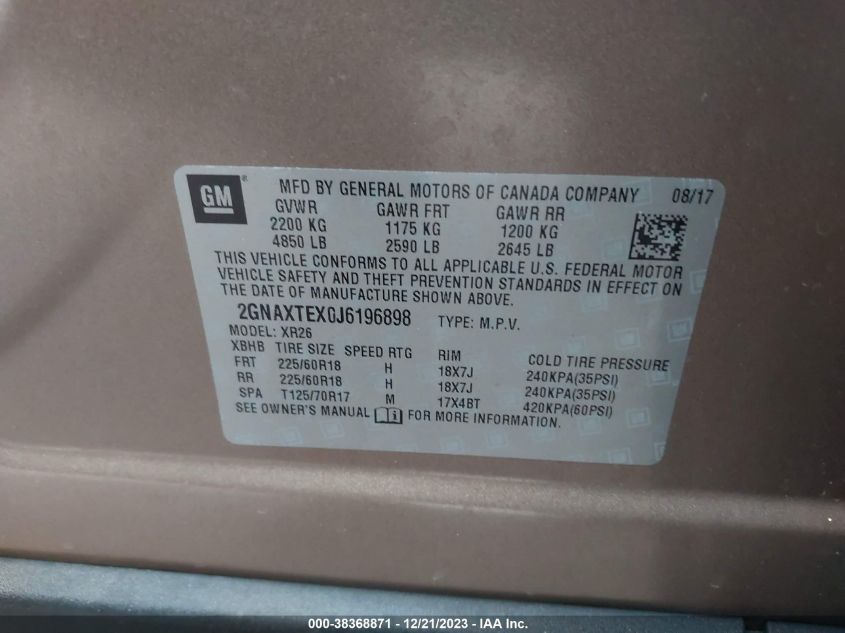 GM® MFD BY GENERAL MOTORS OF CANADA COMPANY 08/17
GVWR GAWR FRT GAWR RR
2200 KG 1175 KG 1200 KG
4850 LB 2590 LB 2645 LB
THIS VEHICLE CONFORMS TO ALL APPLICABLE U.S. FEDERAL MOTOR
VEHICLE SAFETY AND THEFT PREVENTION STANDARDS IN EFFECT ON
THE DATE OF MANUFACTURE SHOWN ABOVE.
2GNAXTEX0J6196898 TYPE: M.P.V.
MODEL: XR26
XBHB TIRE SIZE SPEED RTG RIM COLD TIRE PRESSURE
FRT 225/60R18 H 18X7J 240KPA(35PSI)
RR 225/60R18 H 18X7J 240KPA(35PSI)
SPA T125/70R17 M 17X4BT 420KPA(60PSI)
SEE OWNER'S MANUAL FOR MORE INFORMATION.
000-38368871 - 12/21/2023 - IAA Inc.